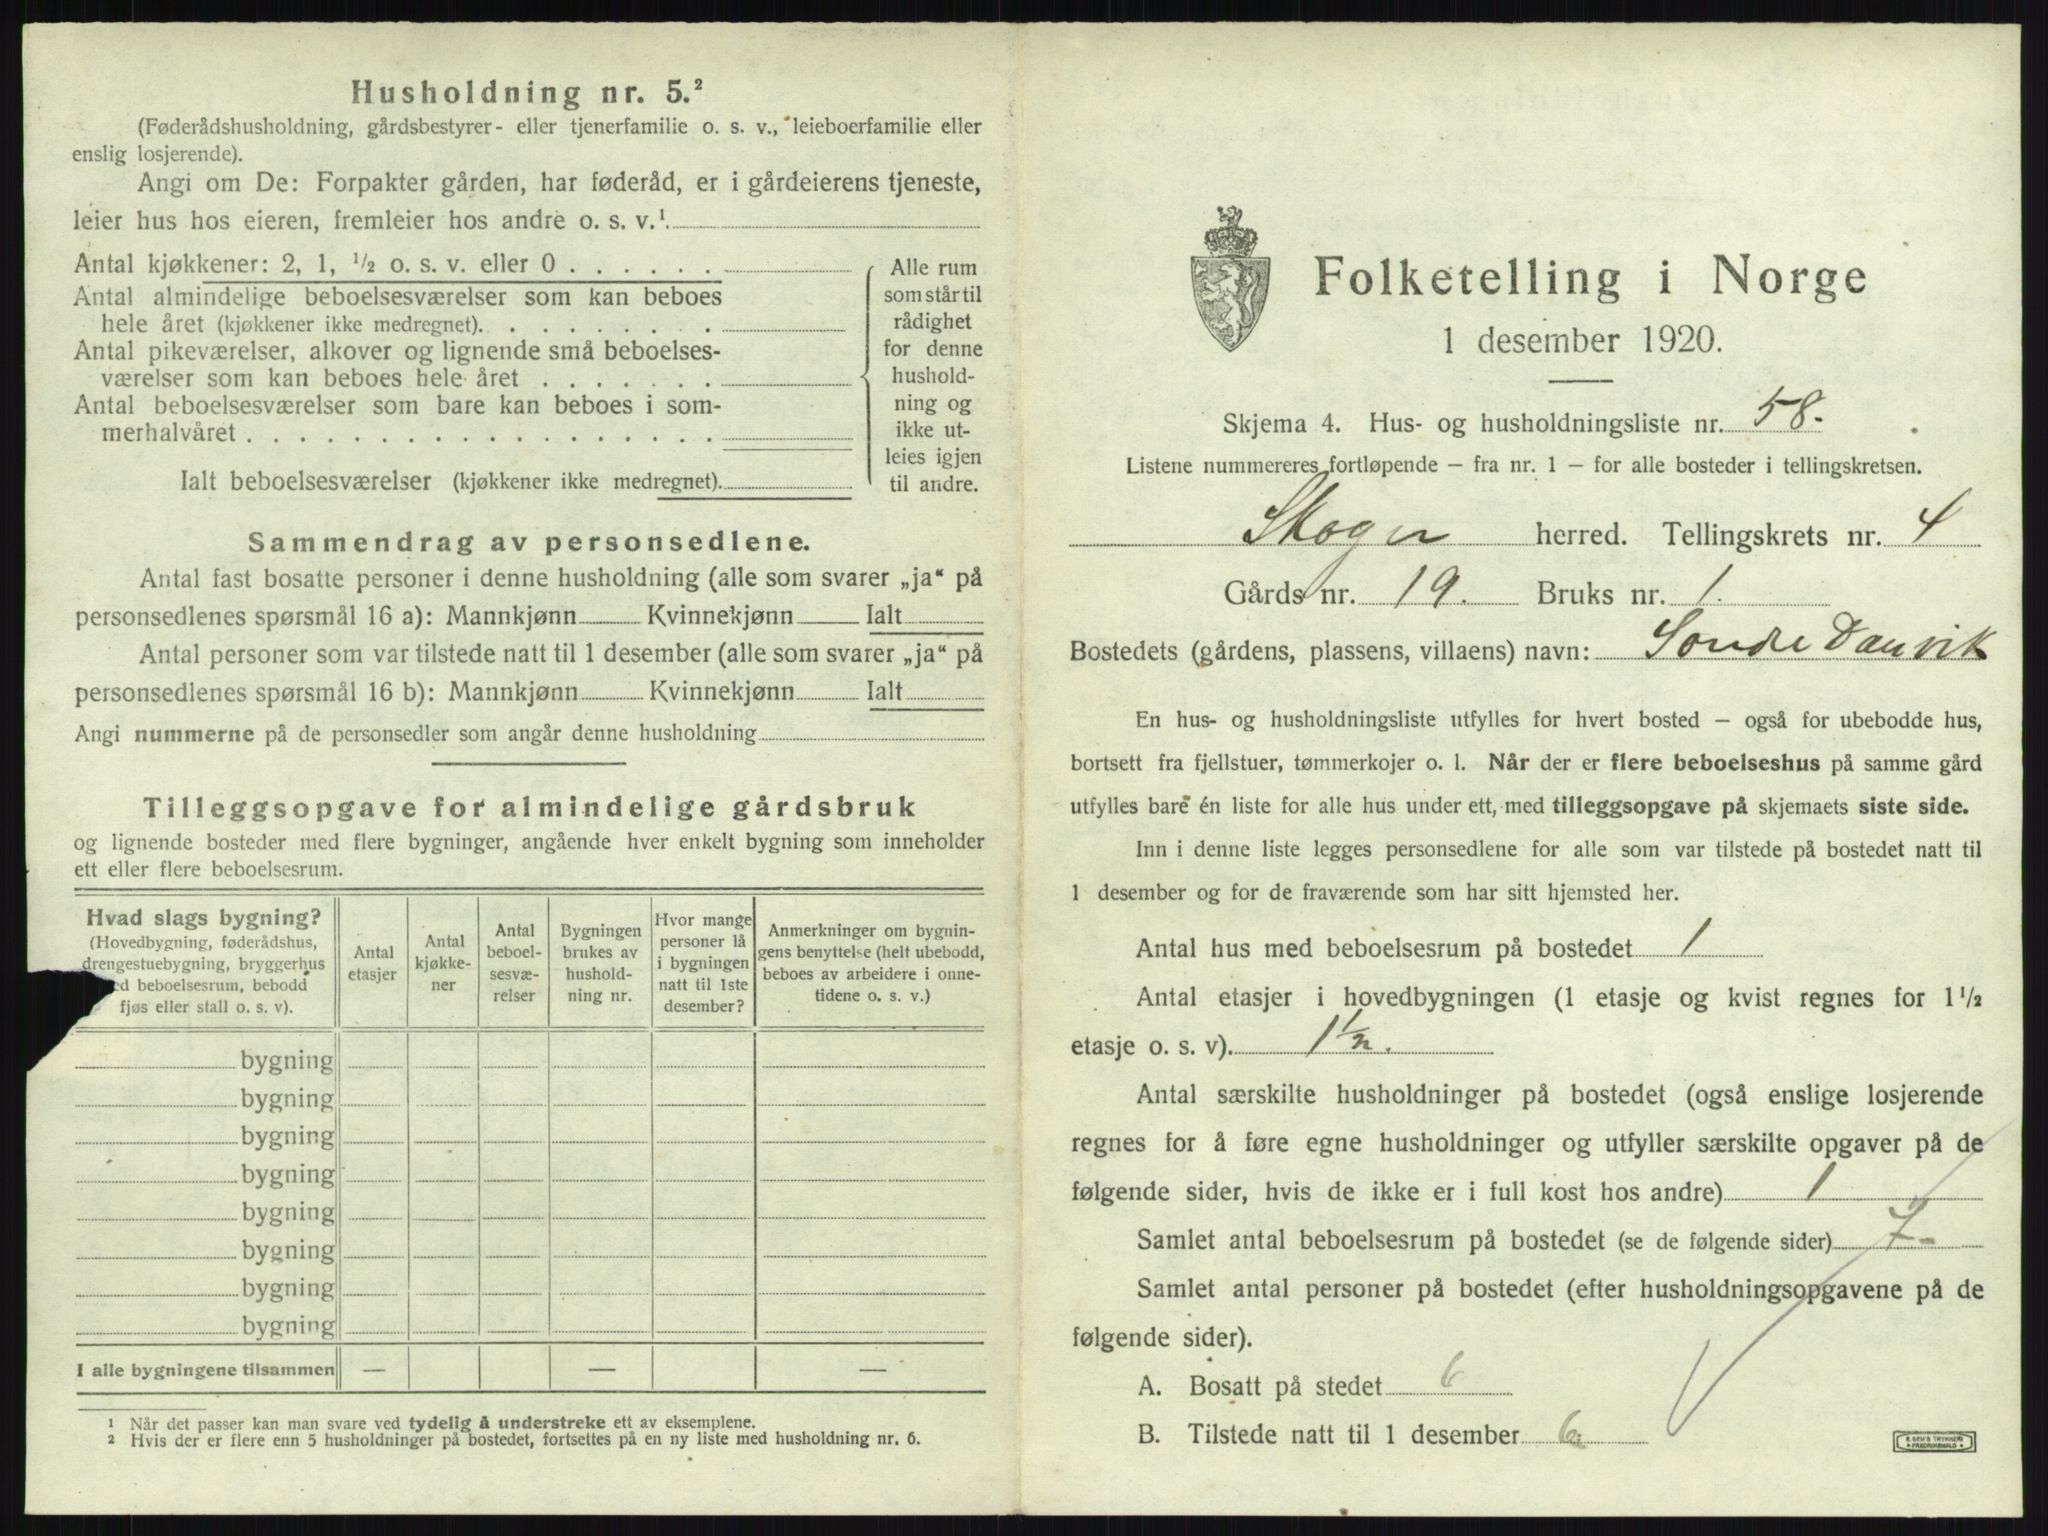 Husholdning nr. 5.²
(Føderådshusholdning, gårdsbestyrer- eller tjenerfamilie o. s. v., leieboerfamilie eller
enslig losjerende).
Angi om De: Forpakter gården, har føderåd, er i gårdeierens tjeneste,
leier hus hos eieren, fremleier hos andre o. s. v.¹
Antal kjøkkener: 2, 1, ½ o. s. v. eller 0 . . . . . .
Antal almindelige beboelsesværelser som kan beboes
hele året (kjøkkener ikke medregnet). . . . . . . . .
Antal pikeværelser, alkover og lignende små beboelses-
værelser som kan beboes hele året . . . . . . .
Antal beboelsesværelser som bare kan beboes i som-
merhalvåret . . . . . . . . . . . . . . . . . .
Ialt beboelsesværelser (kjøkkener ikke medregnet).
Alle rum
som står til
rådighet
for denne
hushold-
ning og
ikke ut-
leies igjen
til andre.
Sammendrag av personsedlene.
Antal fast bosatte personer i denne husholdning (alle som svarer „ja“ på
personsedlenes spørsmål 16 a): Mannkjønn Kvinnekjønn Ialt
Antal personer som var tilstede natt til 1 desember (alle som svarer „ja“ på
personsedlenes spørsmål 16 b): Mannkjønn Kvinnekjønn Ialt
Angi nummerne på de personsedler som angår denne husholdning
Tilleggsopgave for almindelige gårdsbruk
og lignende bosteder med flere bygninger, angående hver enkelt bygning som inneholder
ett eller flere beboelsesrum.
Hvad slags bygning?
(Hovedbygning, føderådshus,
drengestuebygning, bryggerhus
ed beboelsesrum, bebodd
fjøs eller stall o. s. v).
Antal
etasjer
Antal
kjøkke-
ner
Antal
beboel-
sesvæ-
relser
Bygningen
brukes av
hushold-
ning nr.
Hvor mange
personer lå
i bygningen
natt til 1ste
desember?
Anmerkninger om bygnin-
gens benyttelse (helt ubebodd,
beboes av arbeidere i onne-
tidene o. s. v.)
bygning
bygning
bygning
bygning
bygning
bygning
bygning
bygning
I alle bygningene tilsammen — — —
¹ Når det passer kan man svare ved tydelig å understreke ett av eksemplene.
² Hvis der er flere enn 5 husholdninger på bostedet, fortsettes på en ny liste med husholdning nr. 6.
Folketelling i Norge
1 desember 1920.
Skjema 4. Hus- og husholdningsliste nr. 58.
Listene nummereres fortløpende – fra nr. 1 – for alle bosteder i tellingskretsen.
Skoger herred. Tellingskrets nr. 4
Gårds nr. 19. Bruks nr. 1.
Bostedets (gårdens, plassens, villaens) navn: Sondre Danvik
En hus- og husholdningsliste utfylles for hvert bosted – også for ubebodde hus,
bortsett fra fjellstuer, tømmerkojer o. l. Når der er flere beboelseshus på samme gård
utfylles bare én liste for alle hus under ett, med tilleggsopgave på skjemaets siste side.
Inn i denne liste legges personsedlene for alle som var tilstede på bostedet natt til
1 desember og for de fraværende som har sitt hjemsted her.
Antal hus med beboelsesrum på bostedet 1
Antal etasjer i hovedbygningen (1 etasje og kvist regnes for 1½
etasje o. s. v). 1½.
Antal særskilte husholdninger på bostedet (også enslige losjerende
regnes for å føre egne husholdninger og utfyller særskilte opgaver på de
følgende sider, hvis de ikke er i full kost hos andre) 1
Samlet antal beboelsesrum på bostedet (se de følgende sider) 7-
Samlet antal personer på bostedet (efter husholdningsopgavene på de
følgende sider).
A. Bosatt på stedet 6
B. Tilstede natt til 1 desember 6